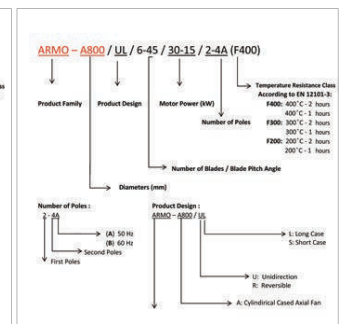 ARMO – A800 / UL / 6-45 / 30-15 / 2-4A (F400)
Temperature Resistance Class
According to EN 12101-3:
Product Family Product Design Motor Power (kW)
F400: 400˚C - 2 hours
400˚C - 1 hours
Number of Poles
F300: 300˚C - 2 hours
300˚C - 1 hours
F200: 200˚C - 2 hours
200˚C - 1 hours
Number of Blades / Blade Pitch Angle
Diameters (mm)
Number of Poles :
2 - 4A
(A) 50 Hz
(B) 60 Hz
Second Poles
First Poles
Product Design :
ARMO – A800 / UL
L: Long Case
S: Short Case
U: Unidirection
R: Reversible
A: Cylindirical Cased Axial Fan